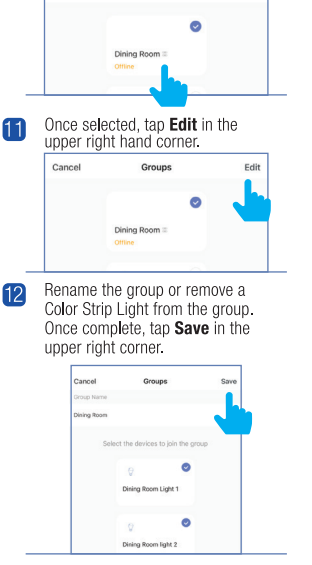 Dining Room
Offline
11 Once selected, tap Edit in the
upper right hand corner.
Cancel Groups Edit
Dining Room
Offline
12 Rename the group or remove a
Color Strip Light from the group.
Once complete, tap Save in the
upper right corner.
Cancel Groups Save
Group Name
Dining Room
Select the devices to join the group
Dining Room Light 1
Dining Room light 2